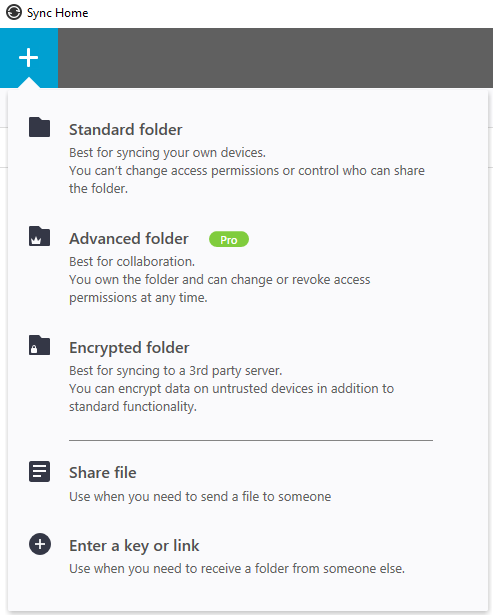 Sync Home
Standard folder
Best for syncing your own devices.
You can't change access permissions or control who can share
the folder.
Advanced folder Pro
Best for collaboration.
You own the folder and can change or revoke access
permissions at any time.
Encrypted folder
Best for syncing to a 3rd party server.
You can encrypt data on untrusted devices in addition to
standard functionality.
Share file
Use when you need to send a file to someone
Enter a key or link
Use when you need to receive a folder from someone else.